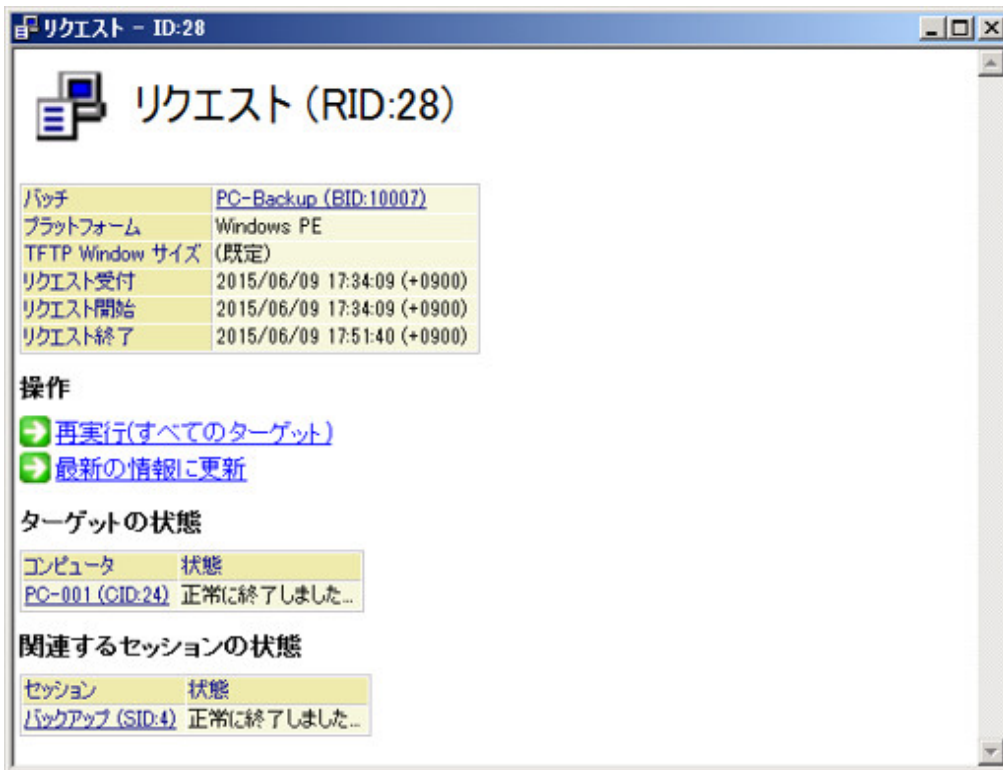 リクエスト - ID:28
リクエスト (RID:28)
バッチ PC-Backup (BID:10007)
プラットフォーム Windows PE
TFTP Window サイズ (既定)
リクエスト受付 2015/06/09 17:34:09 (+0900)
リクエスト開始 2015/06/09 17:34:09 (+0900)
リクエスト終了 2015/06/09 17:51:40 (+0900)
操作
再実行(すべてのターゲット)
最新の情報に更新
ターゲットの状態
コンピュータ 状態
PC-001 (CID:24) 正常に終了しました...
関連するセッションの状態
セッション 状態
バックアップ (SID:4) 正常に終了しました...